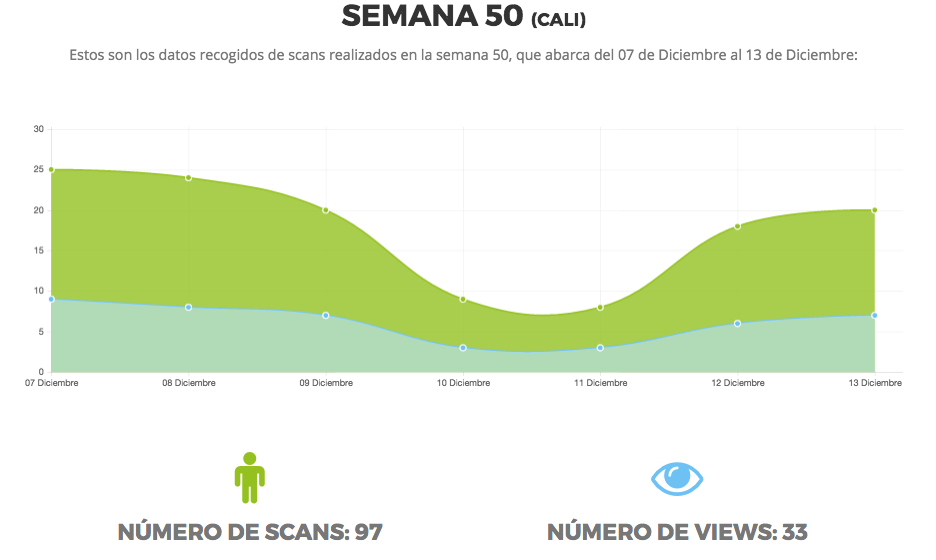 SEMANA 50 (CALI)
Estos son los datos recogidos de scans realizados en la semana 50, que abarca del 07 de Diciembre al 13 de Diciembre:
30
25
20
15
10
5
0
07 Diciembre 08 Diciembre 09 Diciembre 10 Diciembre 11 Diciembre 12 Diciembre 13 Diciembre
NÚMERO DE SCANS: 97 NÚMERO DE VIEWS: 33